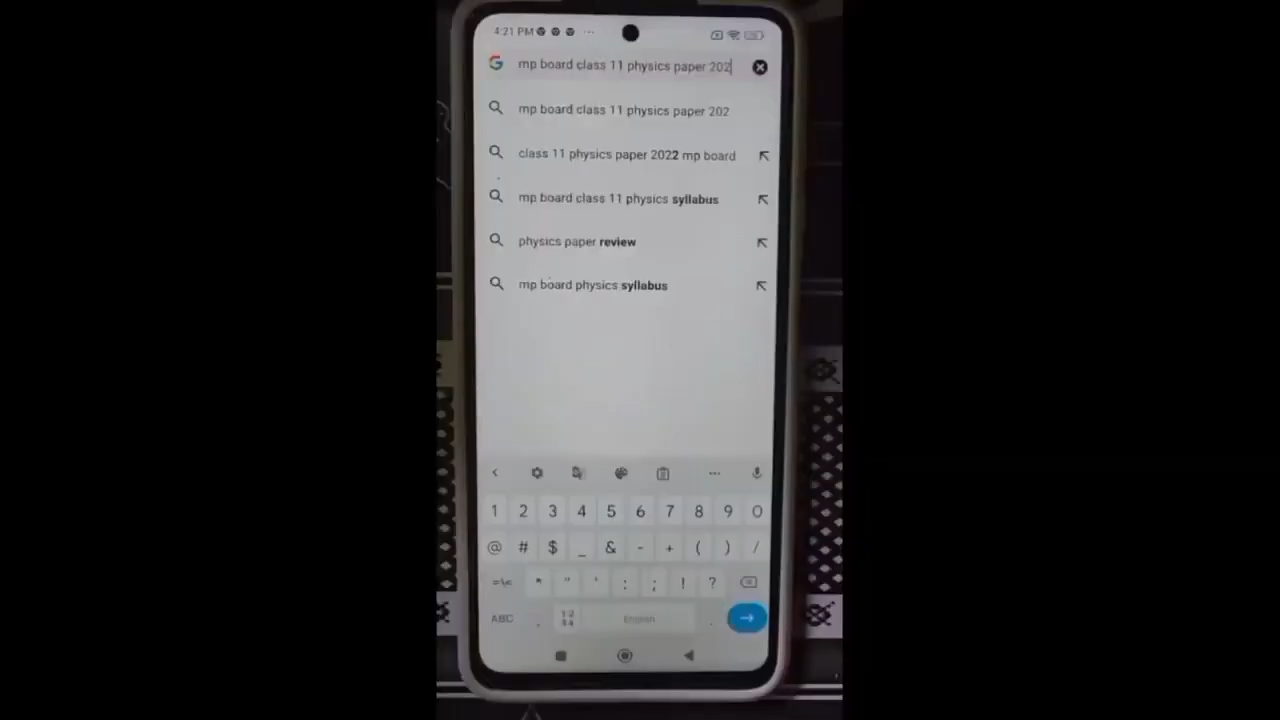 4:21 PM
mp board class 11 physics paper 202
mp board class 11 physics paper 202
class 11 physics paper 2022 mp board
mp board class 11 physics syllabus
physics paper review
mp board physics syllabus
1 2 3 4 5 6 7 8 9 0
@ # $ _ & - + ( ) /
=\< * " ' : ; ! ?
ABC , 12 34 English .